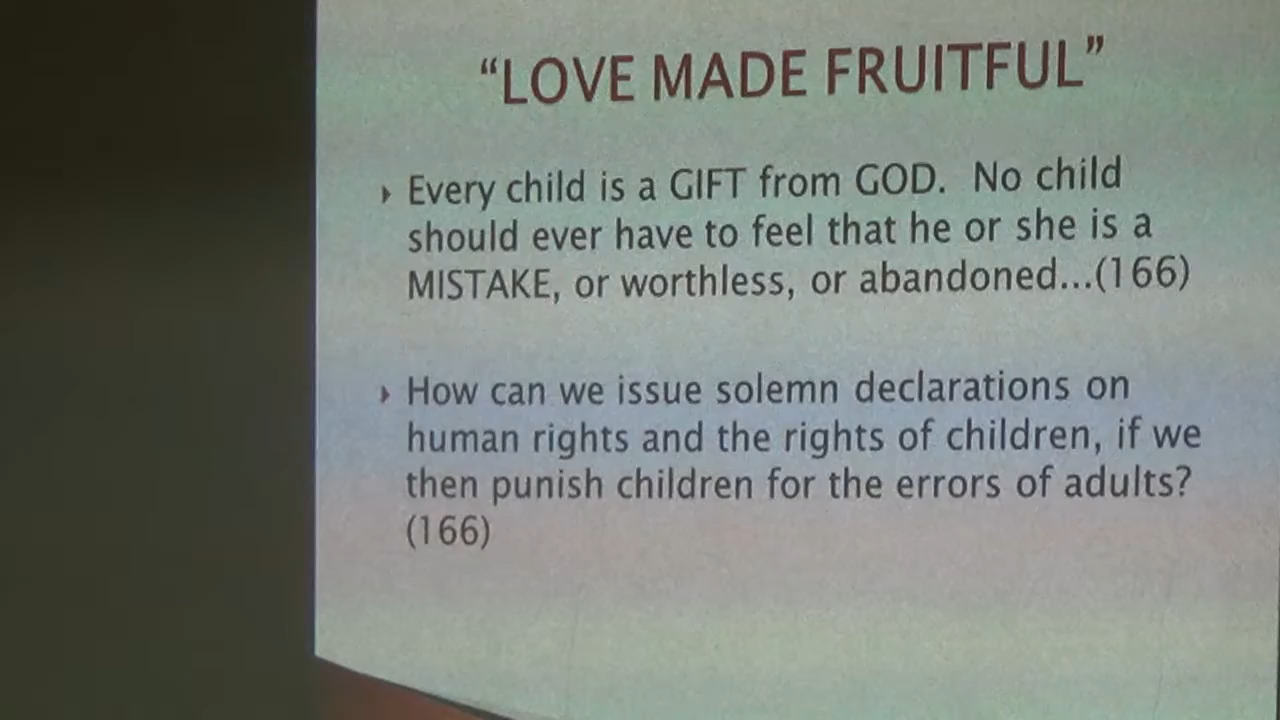 “LOVE MADE FRUITFUL”
Every child is a GIFT from GOD. No child
should ever have to feel that he or she is a
MISTAKE, or worthless, or abandoned...(166)
How can we issue solemn declarations on
human rights and the rights of children, if we
then punish children for the errors of adults?
(166)